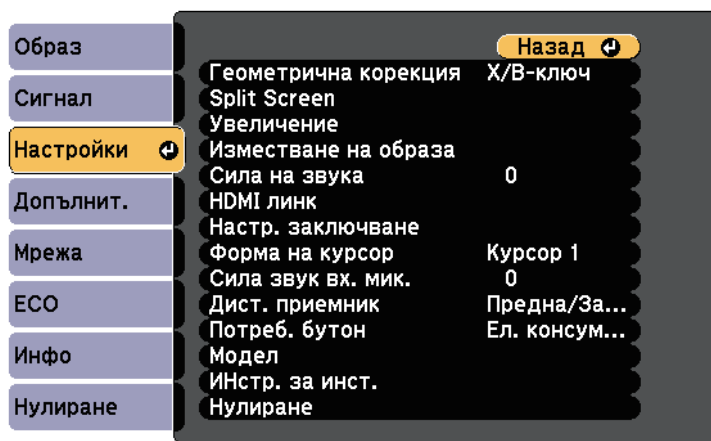 Образ
Сигнал
Настройки
Допълнит.
Мрежа
ECO
Инфо
Нулиране
Назад
Геометрична корекция Х/В-ключ
Split Screen
Увеличение
Изместване на образа
Сила на звука 0
HDMI линк
Настр. заключване
Форма на курсор Курсор 1
Сила звук вх. мик. 0
Дист. приемник Предна/За...
Потреб. бутон Ел. консум...
Модел
ИНстр. за инст.
Нулиране